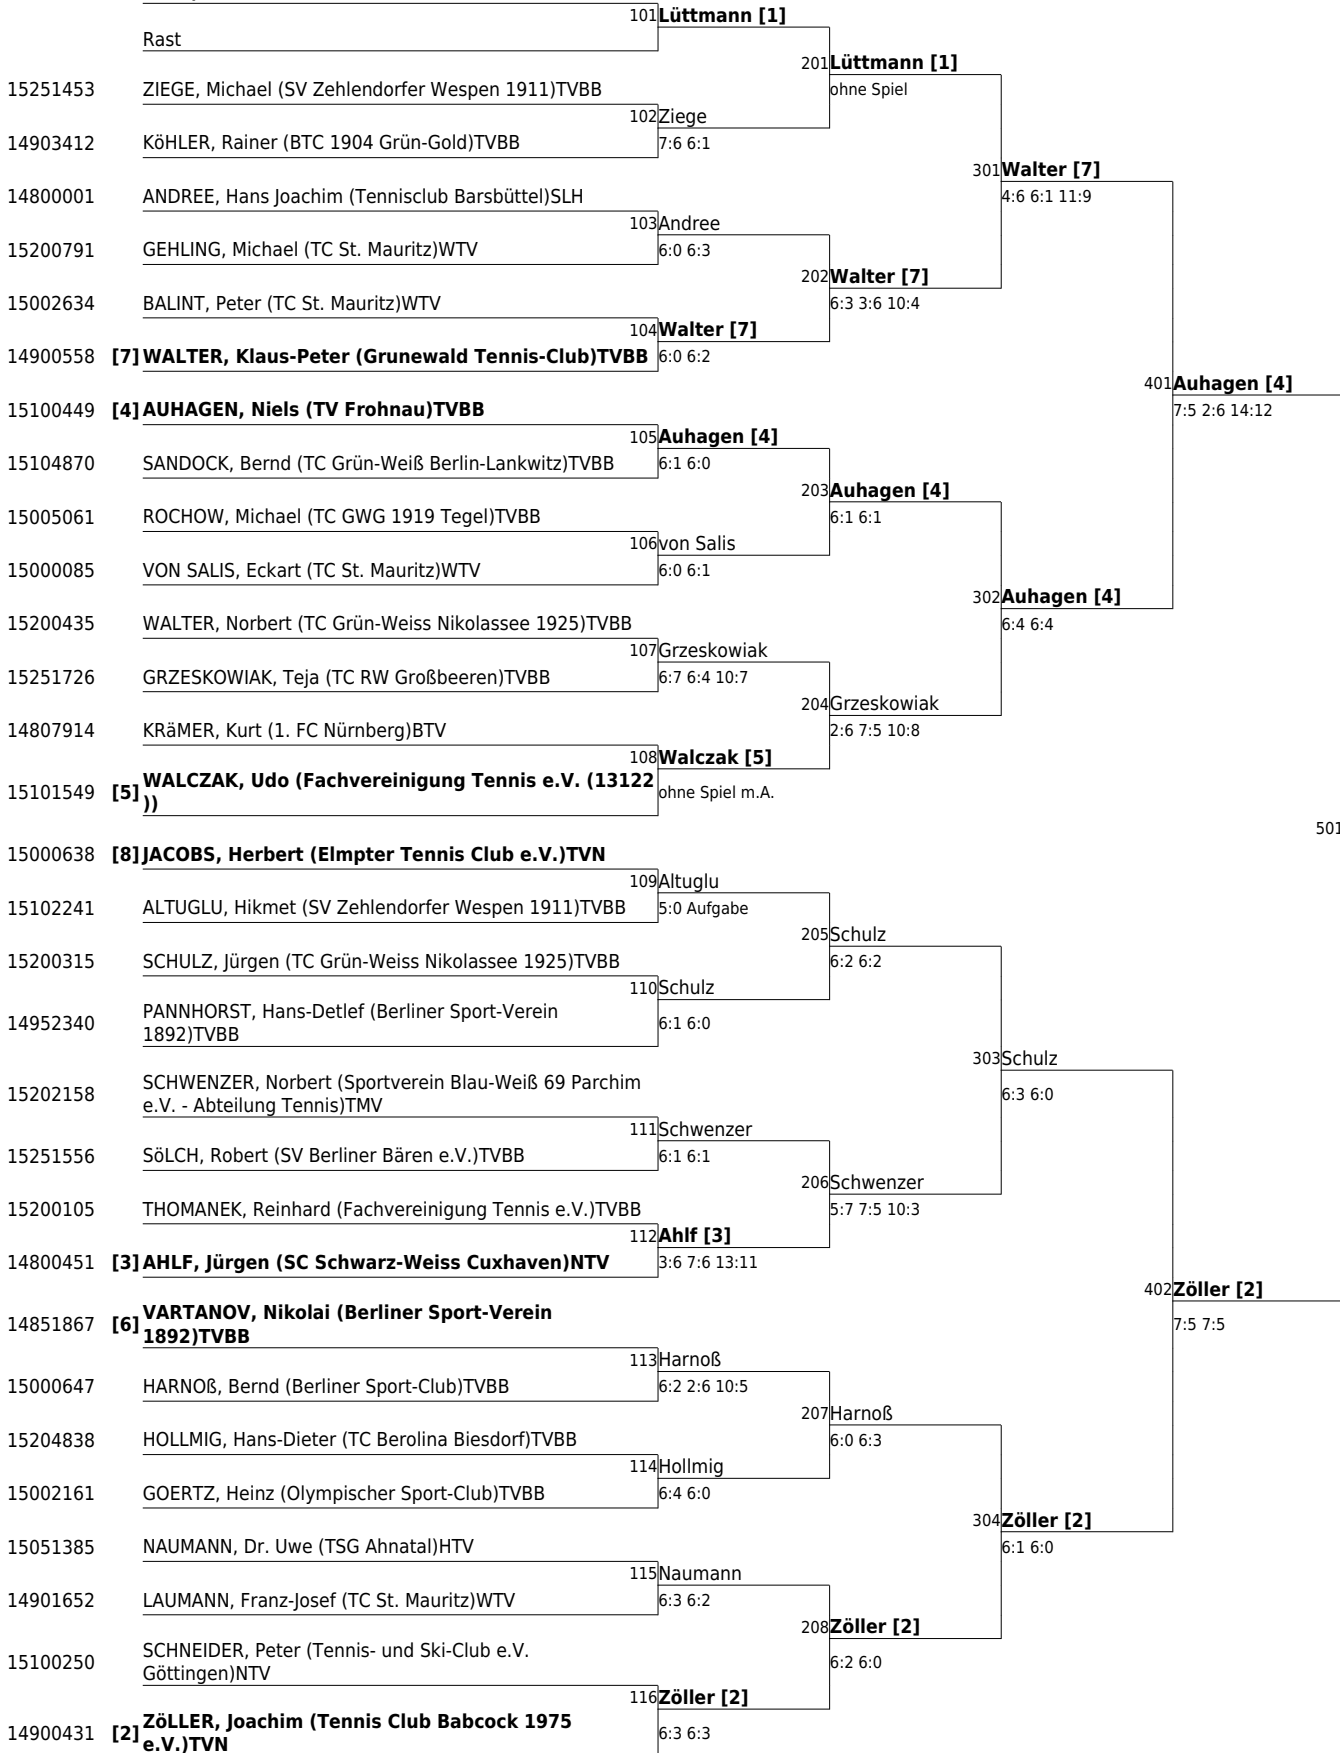 101 Lüttmann [1]
Rast
201 Lüttmann [1]
15251453 ZIEGE, Michael (SV Zehlendorfer Wespen 1911)TVBB
ohne Spiel
102 Ziege
14903412 KöHLER, Rainer (BTC 1904 Grün-Gold)TVBB
7:6 6:1
301 Walter [7]
14800001 ANDREE, Hans Joachim (Tennisclub Barsbüttel)SLH
4:6 6:1 11:9
103 Andree
15200791 GEHLING, Michael (TC St. Mauritz)WTV
6:0 6:3
202 Walter [7]
15002634 BALINT, Peter (TC St. Mauritz)WTV
6:3 3:6 10:4
104 Walter [7]
14900558 [7] WALTER, Klaus-Peter (Grunewald Tennis-Club)TVBB
6:0 6:2
401 Auhagen [4]
15100449 [4] AUHAGEN, Niels (TV Frohnau)TVBB
7:5 2:6 14:12
105 Auhagen [4]
15104870 SANDOCK, Bernd (TC Grün-Weiß Berlin-Lankwitz)TVBB
6:1 6:0
203 Auhagen [4]
15005061 ROCHOW, Michael (TC GWG 1919 Tegel)TVBB
6:1 6:1
106 von Salis
15000085 VON SALIS, Eckart (TC St. Mauritz)WTV
6:0 6:1
302 Auhagen [4]
15200435 WALTER, Norbert (TC Grün-Weiss Nikolassee 1925)TVBB
6:4 6:4
107 Grzeskowiak
15251726 GRZESKOWIAK, Teja (TC RW Großbeeren)TVBB
6:7 6:4 10:7
204 Grzeskowiak
14807914 KRäMER, Kurt (1. FC Nürnberg)BTV
2:6 7:5 10:8
108 Walczak [5]
15101549 [5] WALCZAK, Udo (Fachvereinigung Tennis e.V. (13122
))
ohne Spiel m.A.
501
15000638 [8] JACOBS, Herbert (Elmpter Tennis Club e.V.)TVN
109 Altuglu
15102241 ALTUGLU, Hikmet (SV Zehlendorfer Wespen 1911)TVBB
5:0 Aufgabe
205 Schulz
15200315 SCHULZ, Jürgen (TC Grün-Weiss Nikolassee 1925)TVBB
6:2 6:2
110 Schulz
14952340 PANNHORST, Hans-Detlef (Berliner Sport-Verein
1892)TVBB
6:1 6:0
303 Schulz
15202158 SCHWENZER, Norbert (Sportverein Blau-Weiß 69 Parchim
e.V. - Abteilung Tennis)TMV
6:3 6:0
111 Schwenzer
15251556 SöLCH, Robert (SV Berliner Bären e.V.)TVBB
6:1 6:1
206 Schwenzer
15200105 THOMANEK, Reinhard (Fachvereinigung Tennis e.V.)TVBB
5:7 7:5 10:3
112 Ahlf [3]
14800451 [3] AHLF, Jürgen (SC Schwarz-Weiss Cuxhaven)NTV
3:6 7:6 13:11
402 Zöller [2]
14851867 [6] VARTANOV, Nikolai (Berliner Sport-Verein
1892)TVBB
7:5 7:5
113 Harnoß
15000647 HARNOß, Bernd (Berliner Sport-Club)TVBB
6:2 2:6 10:5
207 Harnoß
15204838 HOLLMIG, Hans-Dieter (TC Berolina Biesdorf)TVBB
6:0 6:3
114 Hollmig
15002161 GOERTZ, Heinz (Olympischer Sport-Club)TVBB
6:4 6:0
304 Zöller [2]
15051385 NAUMANN, Dr. Uwe (TSG Ahnatal)HTV
6:1 6:0
115 Naumann
14901652 LAUMANN, Franz-Josef (TC St. Mauritz)WTV
6:3 6:2
208 Zöller [2]
15100250 SCHNEIDER, Peter (Tennis- und Ski-Club e.V.
Göttingen)NTV
6:2 6:0
116 Zöller [2]
14900431 [2] ZöLLER, Joachim (Tennis Club Babcock 1975
e.V.)TVN
6:3 6:3